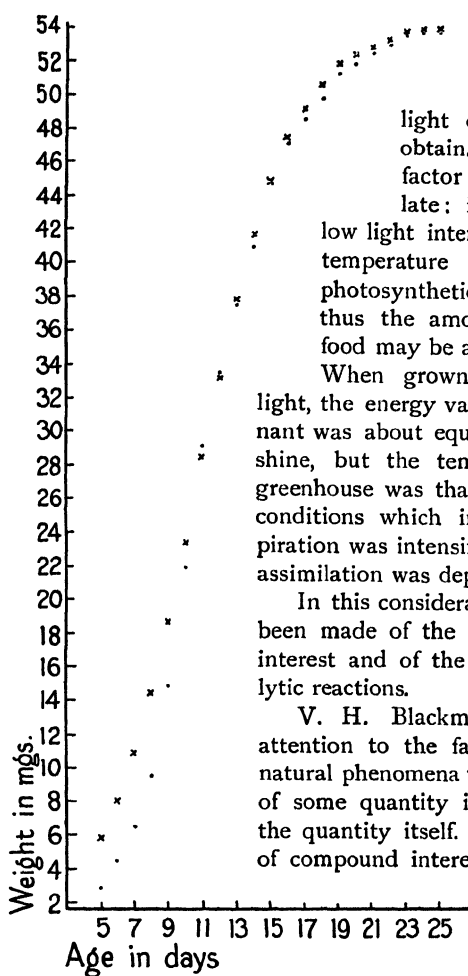 54
52
50
48
46
44
42
40
38
36
34
32
30
28
26
24
22
20
18
16
14
12
10
8
6
4
2
Weight in mgs.
5 7 9 11 13 15 17 19 21 23 25
Age in days
light
obtain,
factor
late:
low light inter
temperature
photosynthetic
thus the amo
food may be a
When grown
light, the energy va
nant was about equ
shine, but the ten
greenhouse was tha
conditions which in
piration was intensi
assimilation was dep
In this considera
been made of the
interest and of the
lytic reactions.
V. H. Blackm
attention to the fa
natural phenomena
of some quantity i
the quantity itself.
of compound intere